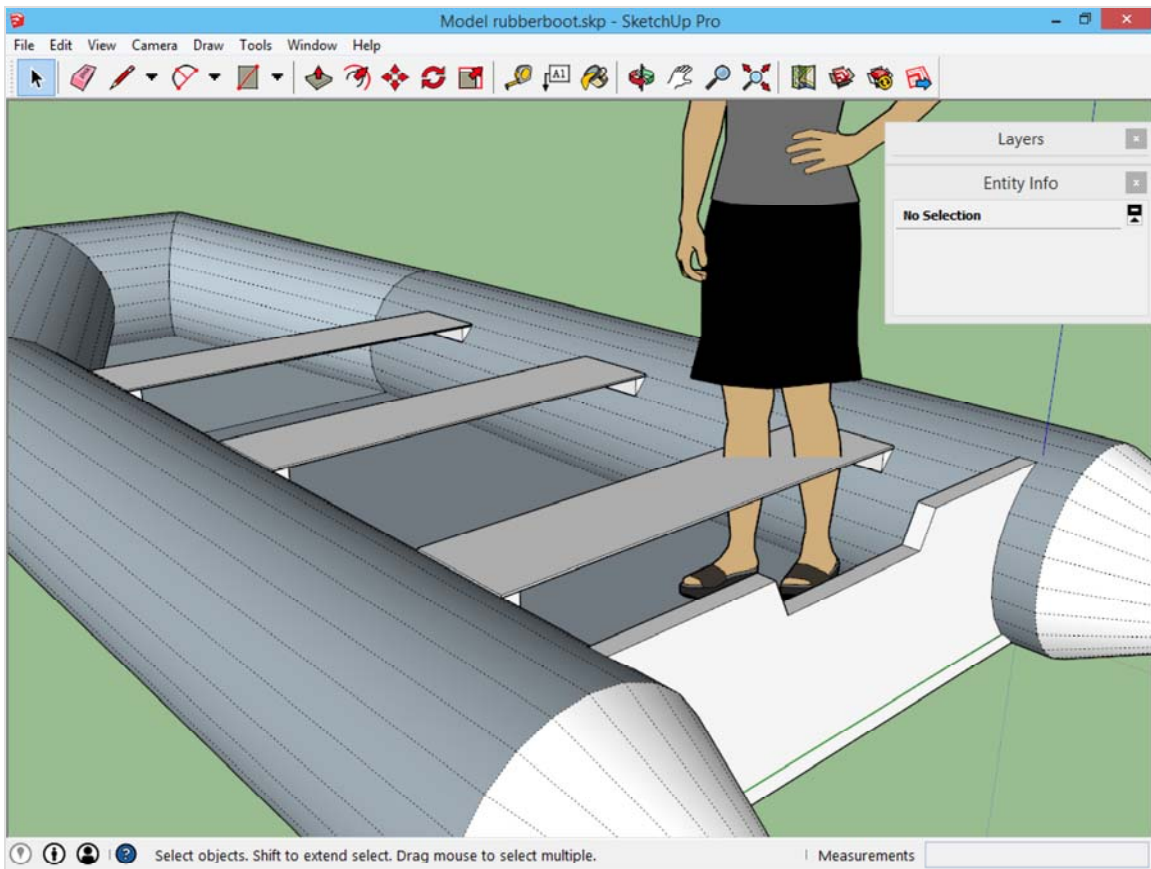 Model rubberboot.skp - SketchUp Pro
File Edit View Camera Draw Tools Window Help
A1
Layers
Entity Info
No Selection
Select objects. Shift to extend select. Drag mouse to select multiple.
Measurements